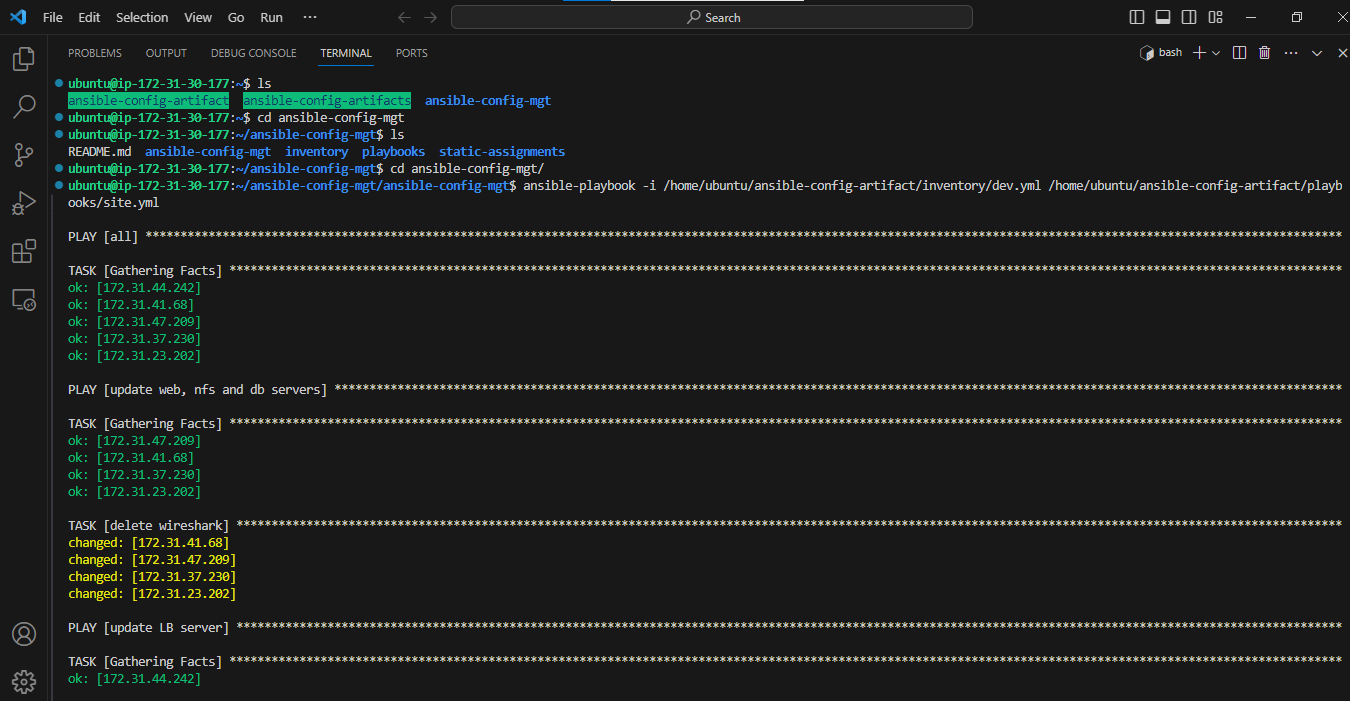 File Edit Selection View Go Run ··· Search
PROBLEMS OUTPUT DEBUG CONSOLE TERMINAL PORTS bash
ubuntu@ip-172-31-30-177:~$ ls
ansible-config-artifact ansible-config-artifacts ansible-config-mgt
ubuntu@ip-172-31-30-177:~$ cd ansible-config-mgt
ubuntu@ip-172-31-30-177:~/ansible-config-mgt$ ls
README.md ansible-config-mgt inventory playbooks static-assignments
ubuntu@ip-172-31-30-177:~/ansible-config-mgt$ cd ansible-config-mgt/
ubuntu@ip-172-31-30-177:~/ansible-config-mgt/ansible-config-mgt$ ansible-playbook -i /home/ubuntu/ansible-config-artifact/inventory/dev.yml /home/ubuntu/ansible-config-artifact/playb
ooks/site.yml
PLAY [all] ****************************************************************************************************************************************************************
TASK [Gathering Facts] ****************************************************************************************************************************************************
ok: [172.31.44.242]
ok: [172.31.41.68]
ok: [172.31.47.209]
ok: [172.31.37.230]
ok: [172.31.23.202]
PLAY [update web, nfs and db servers] *************************************************************************************************************************************
TASK [Gathering Facts] ****************************************************************************************************************************************************
ok: [172.31.47.209]
ok: [172.31.41.68]
ok: [172.31.37.230]
ok: [172.31.23.202]
TASK [delete wireshark] ***************************************************************************************************************************************************
changed: [172.31.41.68]
changed: [172.31.47.209]
changed: [172.31.37.230]
changed: [172.31.23.202]
PLAY [update LB server] ***************************************************************************************************************************************************
TASK [Gathering Facts] ****************************************************************************************************************************************************
ok: [172.31.44.242]